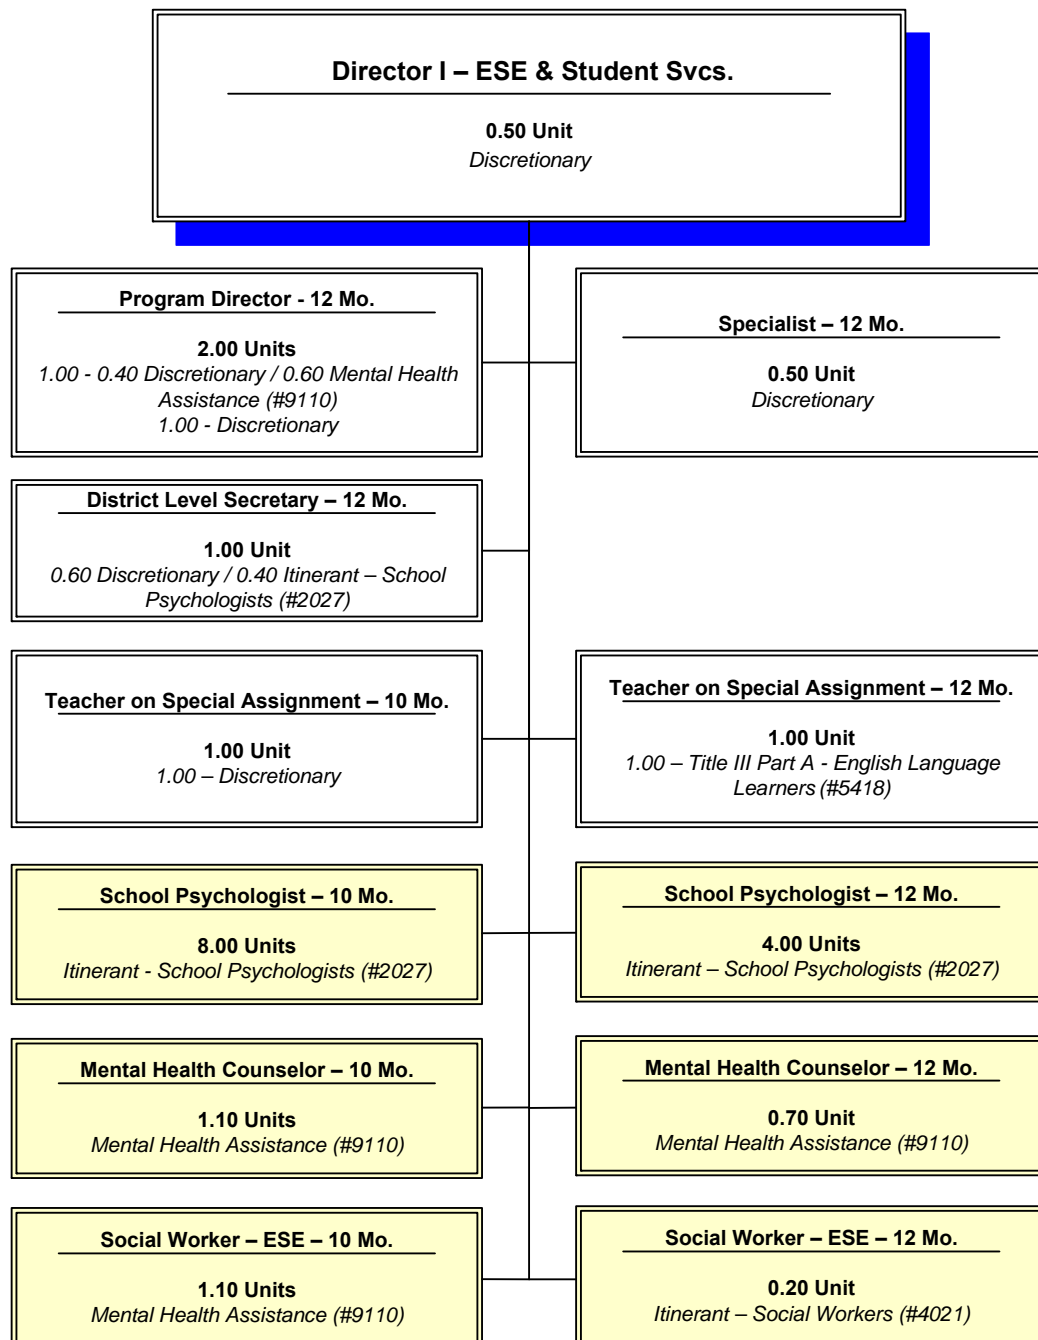 Director I – ESE & Student Svcs.
0.50 Unit
Discretionary
Program Director - 12 Mo.
2.00 Units
1.00 - 0.40 Discretionary / 0.60 Mental Health
Assistance (#9110)
1.00 - Discretionary
Specialist – 12 Mo.
0.50 Unit
Discretionary
District Level Secretary – 12 Mo.
1.00 Unit
0.60 Discretionary / 0.40 Itinerant – School
Psychologists (#2027)
Teacher on Special Assignment – 10 Mo.
1.00 Unit
1.00 – Discretionary
Teacher on Special Assignment – 12 Mo.
1.00 Unit
1.00 – Title III Part A - English Language
Learners (#5418)
School Psychologist – 10 Mo.
8.00 Units
Itinerant - School Psychologists (#2027)
School Psychologist – 12 Mo.
4.00 Units
Itinerant – School Psychologists (#2027)
Mental Health Counselor – 10 Mo.
1.10 Units
Mental Health Assistance (#9110)
Mental Health Counselor – 12 Mo.
0.70 Unit
Mental Health Assistance (#9110)
Social Worker – ESE – 10 Mo.
1.10 Units
Mental Health Assistance (#9110)
Social Worker – ESE – 12 Mo.
0.20 Unit
Itinerant – Social Workers (#4021)